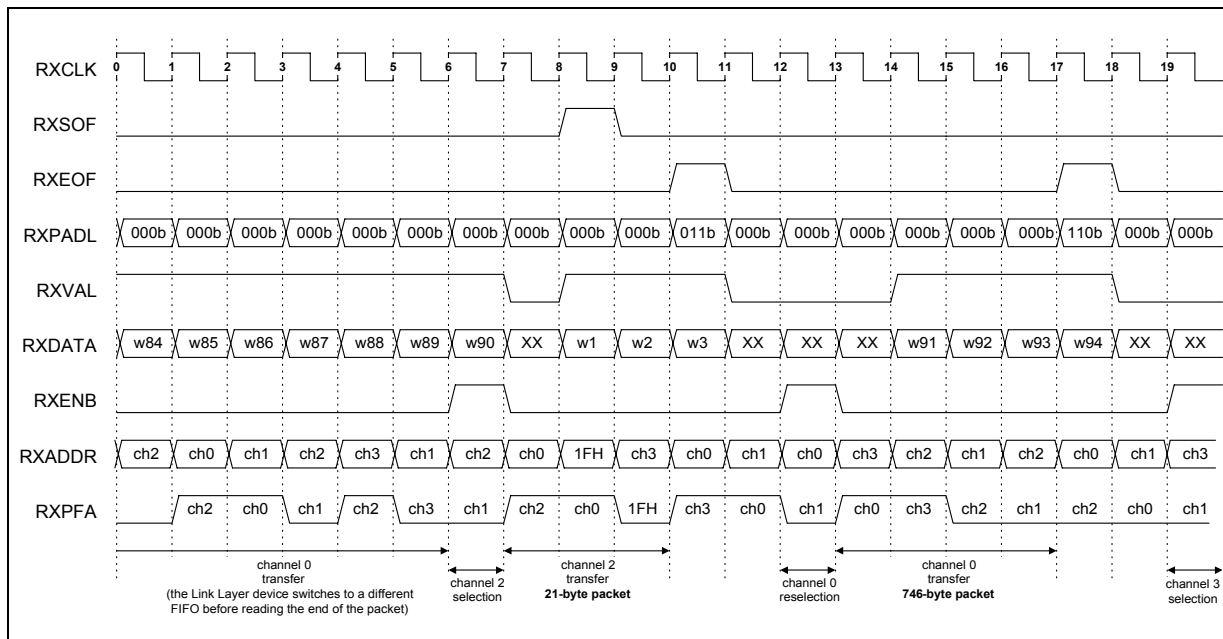 RXCLK 0 1 2 3 4 5 6 7 8 9 10 11 12 13 14 15 16 17 18 19
RXSOF
RXEOF
RXPADL 000b 000b 000b 000b 000b 000b 000b 000b 000b 000b 011b 000b 000b 000b 000b 000b 000b 110b 000b 000b
RXVAL
RXDATA w84 w85 w86 w87 w88 w89 w90 XX w1 w2 w3 XX XX XX w91 w92 w93 w94 XX XX
RXENB
RXADDR ch2 ch0 ch1 ch2 ch3 ch1 ch2 ch0 1FH ch3 ch0 ch1 ch0 ch3 ch2 ch1 ch2 ch0 ch1 ch3
RXPFA ch2 ch0 ch1 ch2 ch3 ch1 ch2 ch0 1FH ch3 ch0 ch1 ch0 ch3 ch2 ch1 ch2 ch0 ch1
channel 0
transfer
(the Link Layer device switches to a different
FIFO before reading the end of the packet)
channel 2
selection
channel 2
transfer
21-byte packet
channel 0
reselection
channel 0
transfer
746-byte packet
channel 3
selection